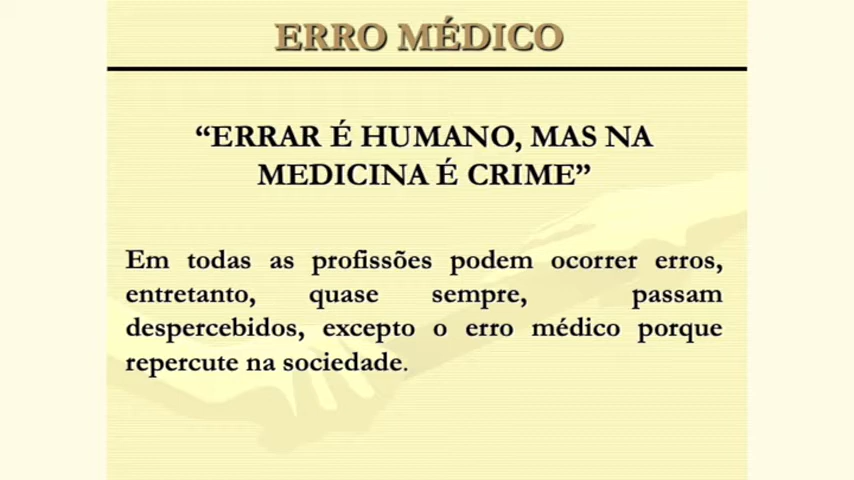 ERRO MÉDICO
“ERRAR É HUMANO, MAS NA
MEDICINA É CRIME”
Em todas as profissões podem ocorrer erros,
entretanto, quase sempre, passam
despercebidos, excepto o erro médico porque
repercute na sociedade.